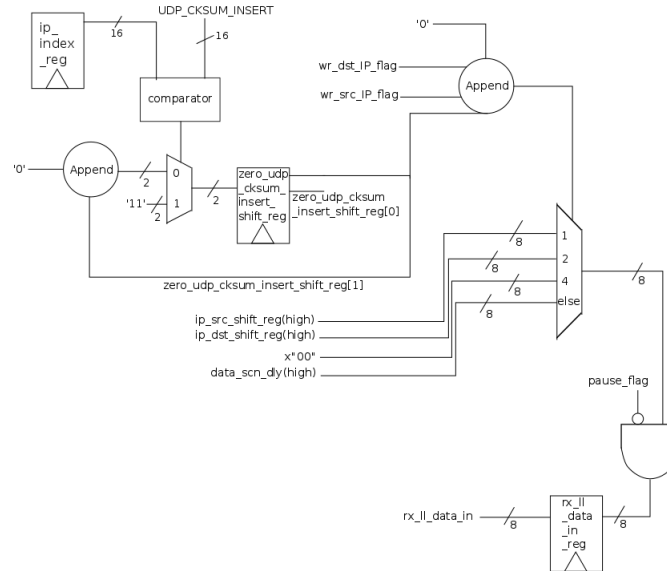 UDP_CKSUM_INSERT
ip_
index
_reg
16
16
'0'
wr_dst_IP_flag
wr_src_IP_flag
Append
comparator
'0'
Append
2
0
'11'
2
1
2
zero_udp
_cksum_
insert_
shift_reg
zero_udp_cksum
_insert_shift_reg[0]
zero_udp_cksum_insert_shift_reg[1]
8
1
8
2
8
4
8
else
8
ip_src_shift_reg(high)
ip_dst_shift_reg(high)
x"00"
data_scn_dly(high)
pause_flag
rx_ll_data_in
8
rx_ll
_data
_in
_reg
8